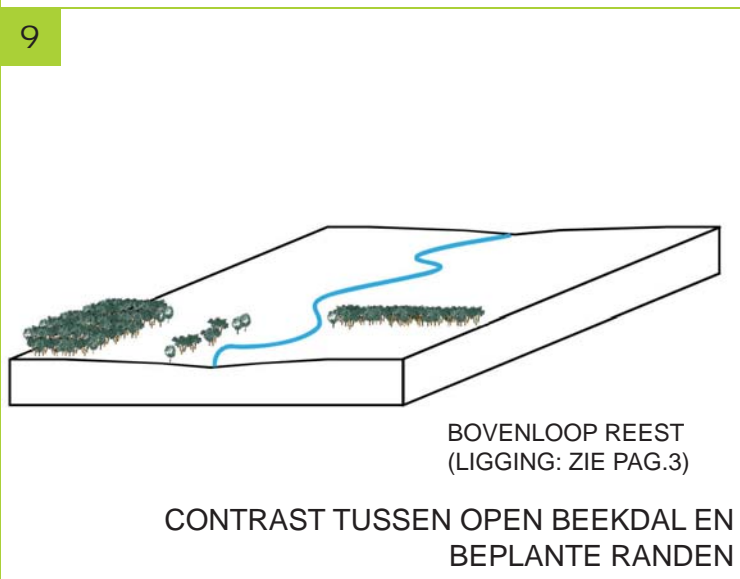 9
BOVENLOOP REEST
(LIGGING: ZIE PAG.3)
CONTRAST TUSSEN OPEN BEEKDAL EN
BEPLANTE RANDEN